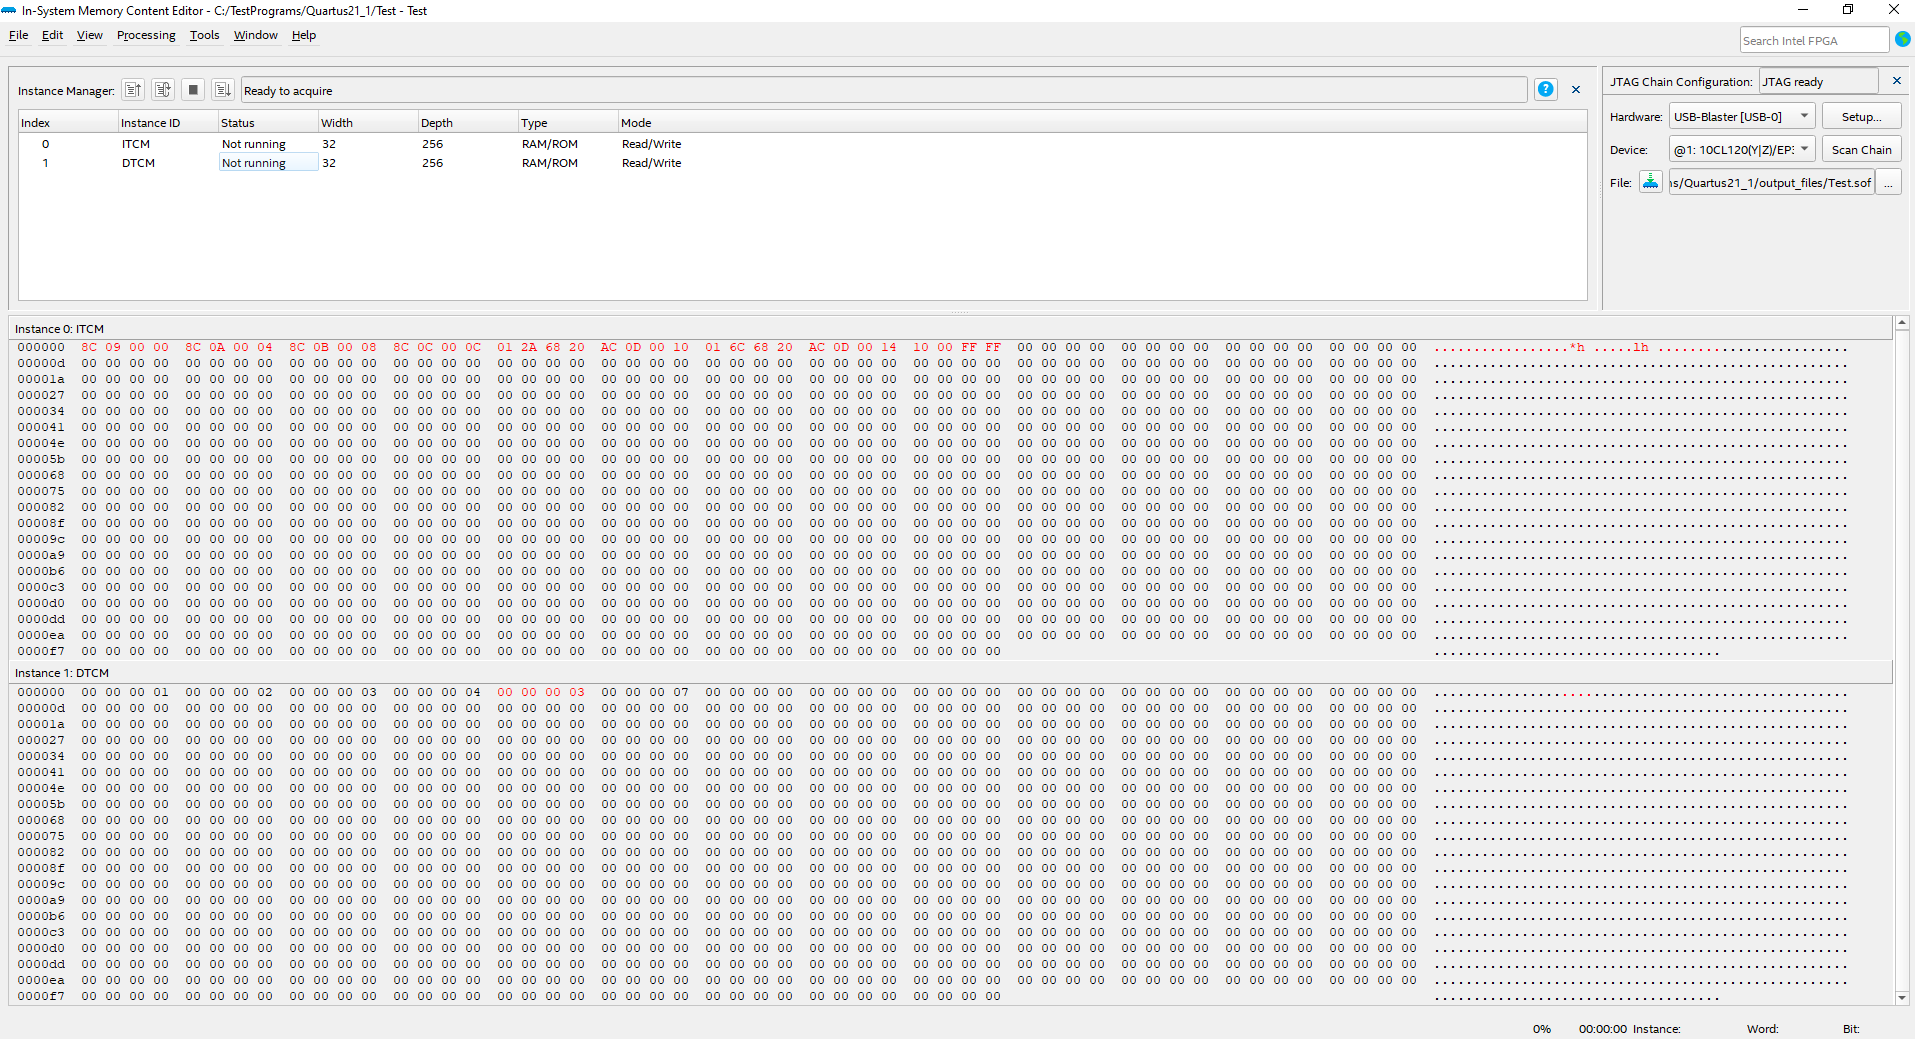 In-System Memory Content Editor - C:/TestPrograms/Quartus21_1/Test - Test
File Edit View Processing Tools Window Help
Search Intel FPGA
Instance Manager: Ready to acquire
Index Instance ID Status Width Depth Type Mode
0 ITCM Not running 32 256 RAM/ROM Read/Write
1 DTCM Not running 32 256 RAM/ROM Read/Write
JTAG Chain Configuration: JTAG ready
Hardware: USB-Blaster [USB-0] Setup...
Device: @1: 10CL120(Y|Z)/EP: Scan Chain
File: ns/Quartus21_1/output_files/Test.sof ...
Instance 0: ITCM
000000 8C 09 00 00 8C 0A 00 04 8C 0B 00 08 8C 0C 00 0C 01 2A 68 20 AC 0D 00 10 01 6C 68 20 AC 0D 00 14 10 00 FF FF 00 00 00 00 00 00 00 00 00 00 00 00 00 00 00 00 .................*h .....lh ........................
00000d 00 00 00 00 00 00 00 00 00 00 00 00 00 00 00 00 00 00 00 00 00 00 00 00 00 00 00 00 00 00 00 00 00 00 00 00 00 00 00 00 00 00 00 00 00 00 00 00 00 00 00 00 ....................................................
00001a 00 00 00 00 00 00 00 00 00 00 00 00 00 00 00 00 00 00 00 00 00 00 00 00 00 00 00 00 00 00 00 00 00 00 00 00 00 00 00 00 00 00 00 00 00 00 00 00 00 00 00 00 ....................................................
000027 00 00 00 00 00 00 00 00 00 00 00 00 00 00 00 00 00 00 00 00 00 00 00 00 00 00 00 00 00 00 00 00 00 00 00 00 00 00 00 00 00 00 00 00 00 00 00 00 00 00 00 00 ....................................................
000034 00 00 00 00 00 00 00 00 00 00 00 00 00 00 00 00 00 00 00 00 00 00 00 00 00 00 00 00 00 00 00 00 00 00 00 00 00 00 00 00 00 00 00 00 00 00 00 00 00 00 00 00 ....................................................
000041 00 00 00 00 00 00 00 00 00 00 00 00 00 00 00 00 00 00 00 00 00 00 00 00 00 00 00 00 00 00 00 00 00 00 00 00 00 00 00 00 00 00 00 00 00 00 00 00 00 00 00 00 ....................................................
00004e 00 00 00 00 00 00 00 00 00 00 00 00 00 00 00 00 00 00 00 00 00 00 00 00 00 00 00 00 00 00 00 00 00 00 00 00 00 00 00 00 00 00 00 00 00 00 00 00 00 00 00 00 ....................................................
00005b 00 00 00 00 00 00 00 00 00 00 00 00 00 00 00 00 00 00 00 00 00 00 00 00 00 00 00 00 00 00 00 00 00 00 00 00 00 00 00 00 00 00 00 00 00 00 00 00 00 00 00 00 ....................................................
000068 00 00 00 00 00 00 00 00 00 00 00 00 00 00 00 00 00 00 00 00 00 00 00 00 00 00 00 00 00 00 00 00 00 00 00 00 00 00 00 00 00 00 00 00 00 00 00 00 00 00 00 00 ....................................................
000075 00 00 00 00 00 00 00 00 00 00 00 00 00 00 00 00 00 00 00 00 00 00 00 00 00 00 00 00 00 00 00 00 00 00 00 00 00 00 00 00 00 00 00 00 00 00 00 00 00 00 00 00 ....................................................
000082 00 00 00 00 00 00 00 00 00 00 00 00 00 00 00 00 00 00 00 00 00 00 00 00 00 00 00 00 00 00 00 00 00 00 00 00 00 00 00 00 00 00 00 00 00 00 00 00 00 00 00 00 ....................................................
00008f 00 00 00 00 00 00 00 00 00 00 00 00 00 00 00 00 00 00 00 00 00 00 00 00 00 00 00 00 00 00 00 00 00 00 00 00 00 00 00 00 00 00 00 00 00 00 00 00 00 00 00 00 ....................................................
00009c 00 00 00 00 00 00 00 00 00 00 00 00 00 00 00 00 00 00 00 00 00 00 00 00 00 00 00 00 00 00 00 00 00 00 00 00 00 00 00 00 00 00 00 00 00 00 00 00 00 00 00 00 ....................................................
0000a9 00 00 00 00 00 00 00 00 00 00 00 00 00 00 00 00 00 00 00 00 00 00 00 00 00 00 00 00 00 00 00 00 00 00 00 00 00 00 00 00 00 00 00 00 00 00 00 00 00 00 00 00 ....................................................
0000b6 00 00 00 00 00 00 00 00 00 00 00 00 00 00 00 00 00 00 00 00 00 00 00 00 00 00 00 00 00 00 00 00 00 00 00 00 00 00 00 00 00 00 00 00 00 00 00 00 00 00 00 00 ....................................................
0000c3 00 00 00 00 00 00 00 00 00 00 00 00 00 00 00 00 00 00 00 00 00 00 00 00 00 00 00 00 00 00 00 00 00 00 00 00 00 00 00 00 00 00 00 00 00 00 00 00 00 00 00 00 ....................................................
0000d0 00 00 00 00 00 00 00 00 00 00 00 00 00 00 00 00 00 00 00 00 00 00 00 00 00 00 00 00 00 00 00 00 00 00 00 00 00 00 00 00 00 00 00 00 00 00 00 00 00 00 00 00 ....................................................
0000dd 00 00 00 00 00 00 00 00 00 00 00 00 00 00 00 00 00 00 00 00 00 00 00 00 00 00 00 00 00 00 00 00 00 00 00 00 00 00 00 00 00 00 00 00 00 00 00 00 00 00 00 00 ....................................................
0000ea 00 00 00 00 00 00 00 00 00 00 00 00 00 00 00 00 00 00 00 00 00 00 00 00 00 00 00 00 00 00 00 00 00 00 00 00 00 00 00 00 00 00 00 00 00 00 00 00 00 00 00 00 ....................................................
0000f7 00 00 00 00 00 00 00 00 00 00 00 00 00 00 00 00 00 00 00 00 00 00 00 00 00 00 00 00 00 00 00 00 00 00 00 00 ....................................
Instance 1: DTCM
000000 00 00 00 01 00 00 00 02 00 00 00 03 00 00 00 04 00 00 00 03 00 00 00 07 00 00 00 00 00 00 00 00 00 00 00 00 00 00 00 00 00 00 00 00 00 00 00 00 00 00 00 00 ....................................................
00000d 00 00 00 00 00 00 00 00 00 00 00 00 00 00 00 00 00 00 00 00 00 00 00 00 00 00 00 00 00 00 00 00 00 00 00 00 00 00 00 00 00 00 00 00 00 00 00 00 00 00 00 00 ....................................................
00001a 00 00 00 00 00 00 00 00 00 00 00 00 00 00 00 00 00 00 00 00 00 00 00 00 00 00 00 00 00 00 00 00 00 00 00 00 00 00 00 00 00 00 00 00 00 00 00 00 00 00 00 00 ....................................................
000027 00 00 00 00 00 00 00 00 00 00 00 00 00 00 00 00 00 00 00 00 00 00 00 00 00 00 00 00 00 00 00 00 00 00 00 00 00 00 00 00 00 00 00 00 00 00 00 00 00 00 00 00 ....................................................
000034 00 00 00 00 00 00 00 00 00 00 00 00 00 00 00 00 00 00 00 00 00 00 00 00 00 00 00 00 00 00 00 00 00 00 00 00 00 00 00 00 00 00 00 00 00 00 00 00 00 00 00 00 ....................................................
000041 00 00 00 00 00 00 00 00 00 00 00 00 00 00 00 00 00 00 00 00 00 00 00 00 00 00 00 00 00 00 00 00 00 00 00 00 00 00 00 00 00 00 00 00 00 00 00 00 00 00 00 00 ....................................................
00004e 00 00 00 00 00 00 00 00 00 00 00 00 00 00 00 00 00 00 00 00 00 00 00 00 00 00 00 00 00 00 00 00 00 00 00 00 00 00 00 00 00 00 00 00 00 00 00 00 00 00 00 00 ....................................................
00005b 00 00 00 00 00 00 00 00 00 00 00 00 00 00 00 00 00 00 00 00 00 00 00 00 00 00 00 00 00 00 00 00 00 00 00 00 00 00 00 00 00 00 00 00 00 00 00 00 00 00 00 00 ....................................................
000068 00 00 00 00 00 00 00 00 00 00 00 00 00 00 00 00 00 00 00 00 00 00 00 00 00 00 00 00 00 00 00 00 00 00 00 00 00 00 00 00 00 00 00 00 00 00 00 00 00 00 00 00 ....................................................
000075 00 00 00 00 00 00 00 00 00 00 00 00 00 00 00 00 00 00 00 00 00 00 00 00 00 00 00 00 00 00 00 00 00 00 00 00 00 00 00 00 00 00 00 00 00 00 00 00 00 00 00 00 ....................................................
000082 00 00 00 00 00 00 00 00 00 00 00 00 00 00 00 00 00 00 00 00 00 00 00 00 00 00 00 00 00 00 00 00 00 00 00 00 00 00 00 00 00 00 00 00 00 00 00 00 00 00 00 00 ....................................................
00008f 00 00 00 00 00 00 00 00 00 00 00 00 00 00 00 00 00 00 00 00 00 00 00 00 00 00 00 00 00 00 00 00 00 00 00 00 00 00 00 00 00 00 00 00 00 00 00 00 00 00 00 00 ....................................................
00009c 00 00 00 00 00 00 00 00 00 00 00 00 00 00 00 00 00 00 00 00 00 00 00 00 00 00 00 00 00 00 00 00 00 00 00 00 00 00 00 00 00 00 00 00 00 00 00 00 00 00 00 00 ....................................................
0000a9 00 00 00 00 00 00 00 00 00 00 00 00 00 00 00 00 00 00 00 00 00 00 00 00 00 00 00 00 00 00 00 00 00 00 00 00 00 00 00 00 00 00 00 00 00 00 00 00 00 00 00 00 ....................................................
0000b6 00 00 00 00 00 00 00 00 00 00 00 00 00 00 00 00 00 00 00 00 00 00 00 00 00 00 00 00 00 00 00 00 00 00 00 00 00 00 00 00 00 00 00 00 00 00 00 00 00 00 00 00 ....................................................
0000c3 00 00 00 00 00 00 00 00 00 00 00 00 00 00 00 00 00 00 00 00 00 00 00 00 00 00 00 00 00 00 00 00 00 00 00 00 00 00 00 00 00 00 00 00 00 00 00 00 00 00 00 00 ....................................................
0000d0 00 00 00 00 00 00 00 00 00 00 00 00 00 00 00 00 00 00 00 00 00 00 00 00 00 00 00 00 00 00 00 00 00 00 00 00 00 00 00 00 00 00 00 00 00 00 00 00 00 00 00 00 ....................................................
0000dd 00 00 00 00 00 00 00 00 00 00 00 00 00 00 00 00 00 00 00 00 00 00 00 00 00 00 00 00 00 00 00 00 00 00 00 00 00 00 00 00 00 00 00 00 00 00 00 00 00 00 00 00 ....................................................
0000ea 00 00 00 00 00 00 00 00 00 00 00 00 00 00 00 00 00 00 00 00 00 00 00 00 00 00 00 00 00 00 00 00 00 00 00 00 00 00 00 00 00 00 00 00 00 00 00 00 00 00 00 00 ....................................................
0000f7 00 00 00 00 00 00 00 00 00 00 00 00 00 00 00 00 00 00 00 00 00 00 00 00 00 00 00 00 00 00 00 00 00 00 00 00 ....................................
0% 00:00:00 Instance: Word: Bit: